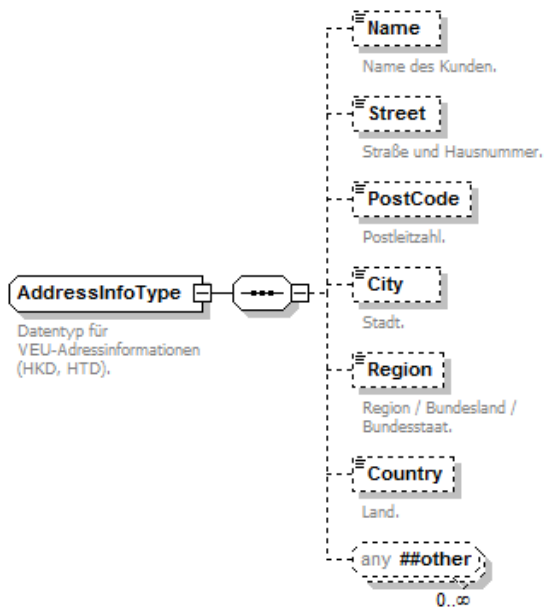 Name
Name des Kunden.
Street
Straße und Hausnummer.
PostCode
Postleitzahl.
AddressInfoType
Datentyp für
VEU-Adressinformationen
(HKD, HTD).
City
Stadt.
Region
Region / Bundesland /
Bundesstaat.
Country
Land.
any ##other
0..∞